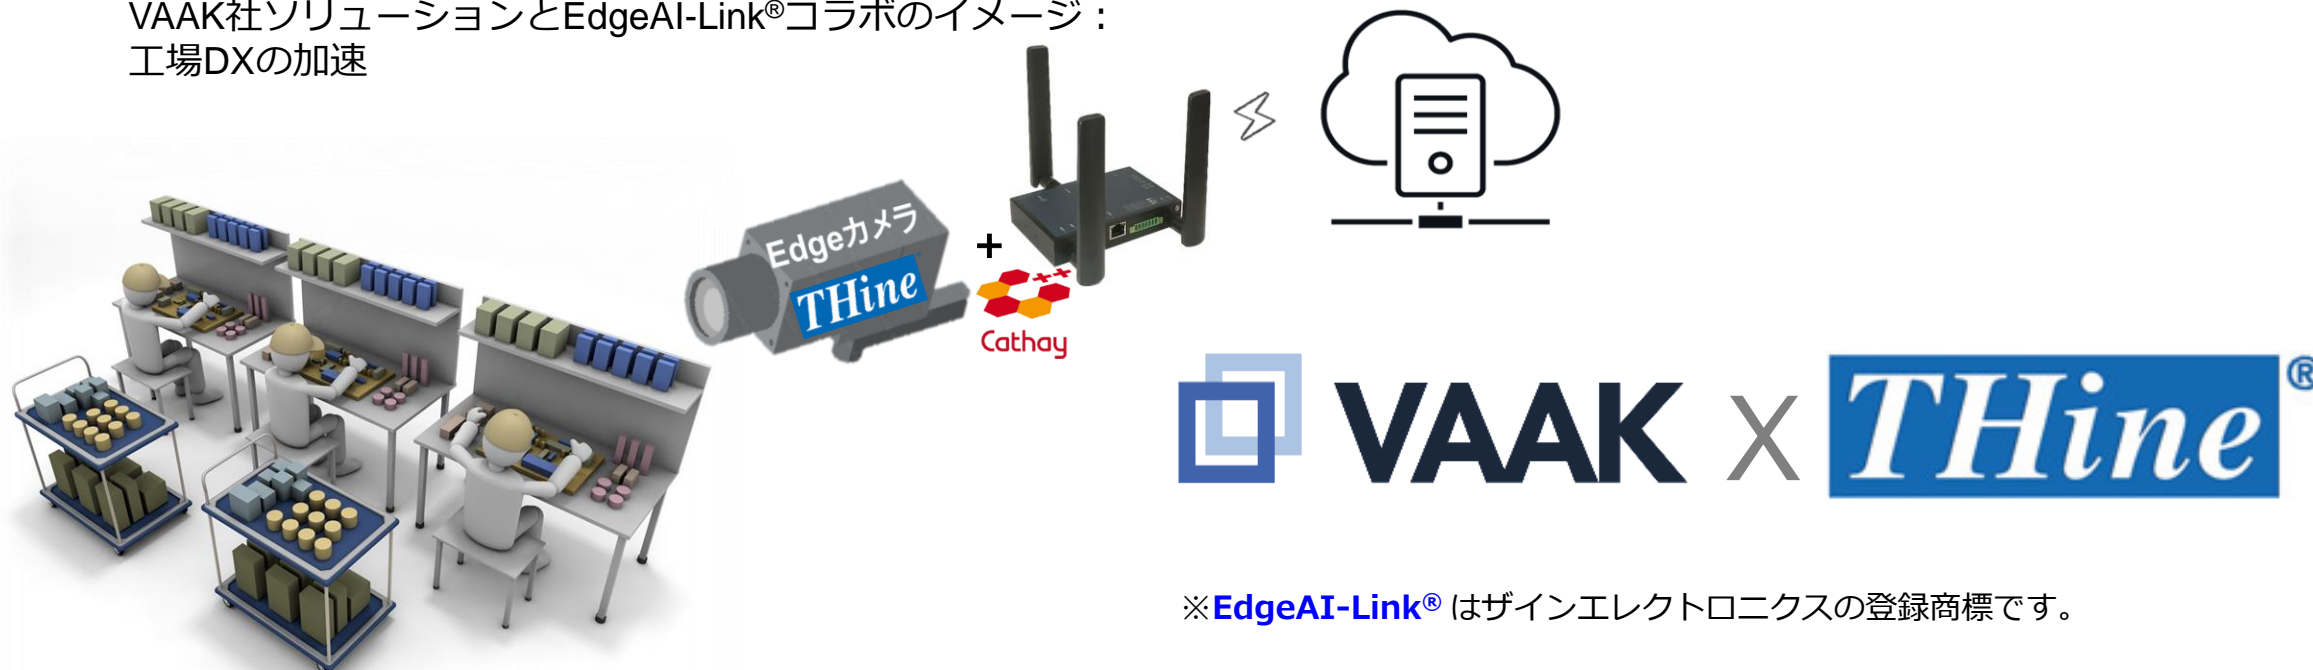 VAAK社ソリューションとEdgeAI-Link®コラボのイメージ：
工場DXの加速
Edgeカメラ
THine
+
Cathay
VAAK X THine®
※EdgeAI-Link® はザインエレクトロニクスの登録商標です。